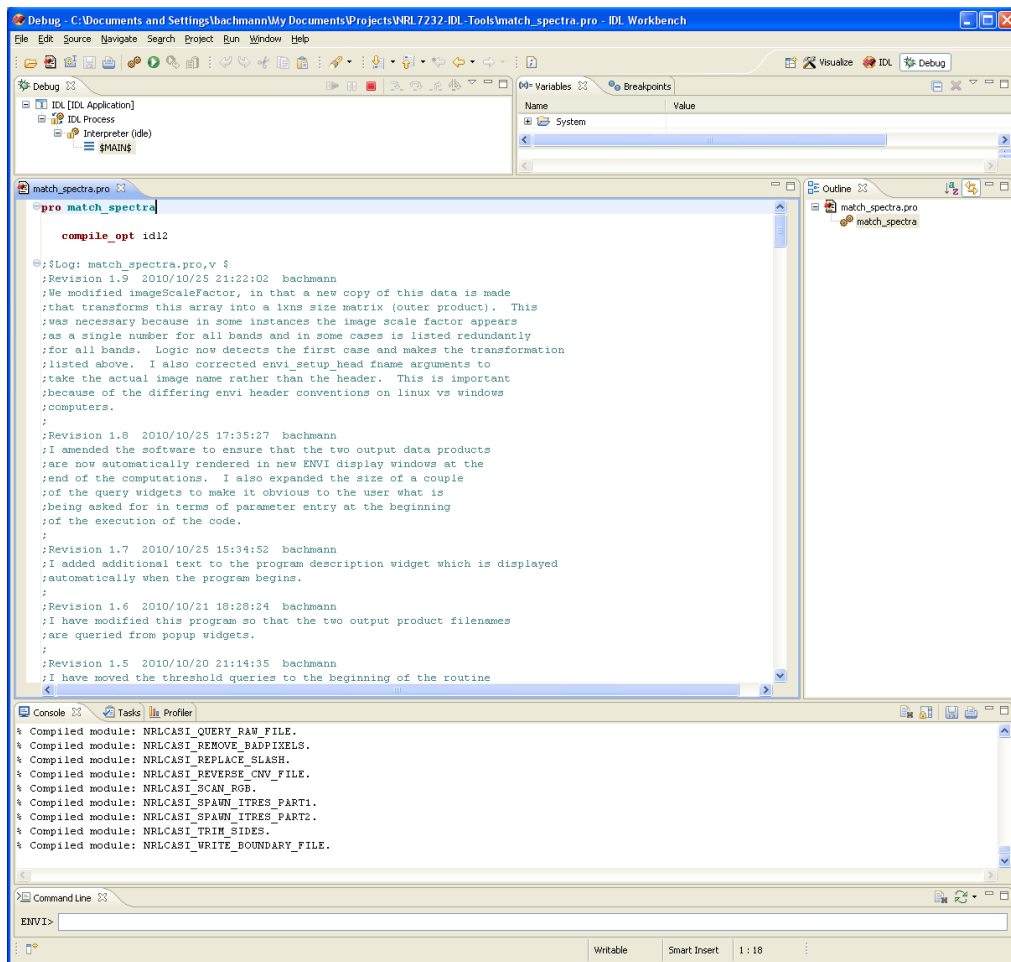 Debug - C:\Documents and Settings\bachmann\My Documents\Projects\NRL7232-IDL-Tools\match_spectra.pro - IDL Workbench
File Edit Source Navigate Search Project Run Window Help
Visualize IDL Debug
Debug
IDL [IDL Application]
IDL Process
Interpreter (idle)
$MAIN$
(x)= Variables Breakpoints
Name Value
System
match_spectra.pro
pro match_spectra
compile_opt idl2
;$Log: match_spectra.pro,v $
;Revision 1.9 2010/10/25 21:22:02 bachmann
;We modified imageScaleFactor, in that a new copy of this data is made
;that transforms this array into a 1xns size matrix (outer product). This
;was necessary because in some instances the image scale factor appears
;as a single number for all bands and in some cases is listed redundantly
;for all bands. Logic now detects the first case and makes the transformation
;listed above. I also corrected envi_setup_head fname arguments to
;take the actual image name rather than the header. This is important
;because of the differing envi header conventions on linux vs windows
;computers.
;
;Revision 1.8 2010/10/25 17:35:27 bachmann
;I amended the software to ensure that the two output data products
;are now automatically rendered in new ENVI display windows at the
;end of the computations. I also expanded the size of a couple
;of the query widgets to make it obvious to the user what is
;being asked for in terms of parameter entry at the beginning
;of the execution of the code.
;
;Revision 1.7 2010/10/25 15:34:52 bachmann
;I added additional text to the program description widget which is displayed
;automatically when the program begins.
;
;Revision 1.6 2010/10/21 18:28:24 bachmann
;I have modified this program so that the two output product filenames
;are queried from popup widgets.
;
;Revision 1.5 2010/10/20 21:14:35 bachmann
;I have moved the threshold queries to the beginning of the routine
Outline
match_spectra.pro
match_spectra
Console Tasks Profiler
% Compiled module: NRLCASI_QUERY_RAW_FILE.
% Compiled module: NRLCASI_REMOVE_BADPIXELS.
% Compiled module: NRLCASI_REPLACE_SLASH.
% Compiled module: NRLCASI_REVERSE_CNV_FILE.
% Compiled module: NRLCASI_SCAN_RGB.
% Compiled module: NRLCASI_SPAWN_ITRES_PART1.
% Compiled module: NRLCASI_SPAWN_ITRES_PART2.
% Compiled module: NRLCASI_TRIM_SIDES.
% Compiled module: NRLCASI_WRITE_BOUNDARY_FILE.
Command Line
ENVI>
Writable Smart Insert 1 : 18